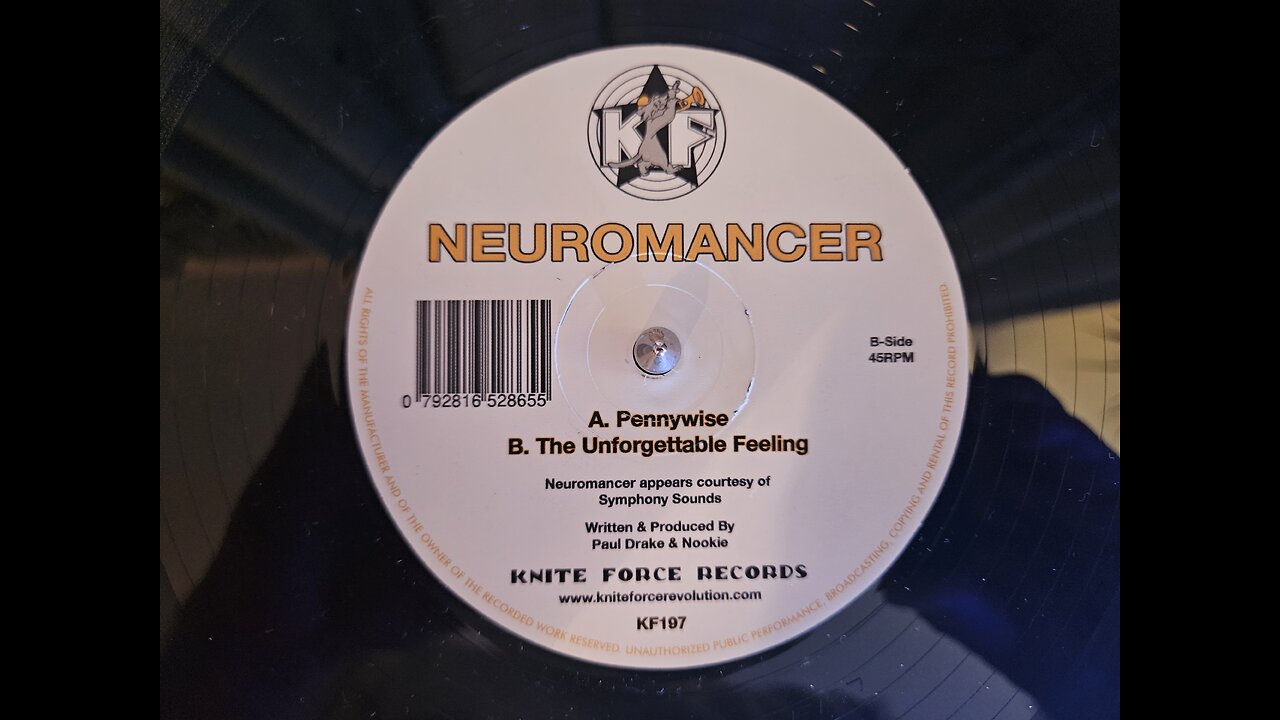 KF
NEUROMANCER
B-Side
45RPM
0 792816 528655
A. Pennywise
B. The Unforgettable Feeling
Neuromancer appears courtesy of
Symphony Sounds
Written & Produced By
Paul Drake & Nookie
KNITE FORCE RECORDS
www.kniteforcerevolution.com
KF197
ALL RIGHTS OF THE MANUFACTURER AND OF THE OWNER OF THE RECORDED WORK RESERVED. UNAUTHORIZED PUBLIC PERFORMANCE, BROADCASTING, COPYING AND RENTAL OF THIS RECORD PROHIBITED